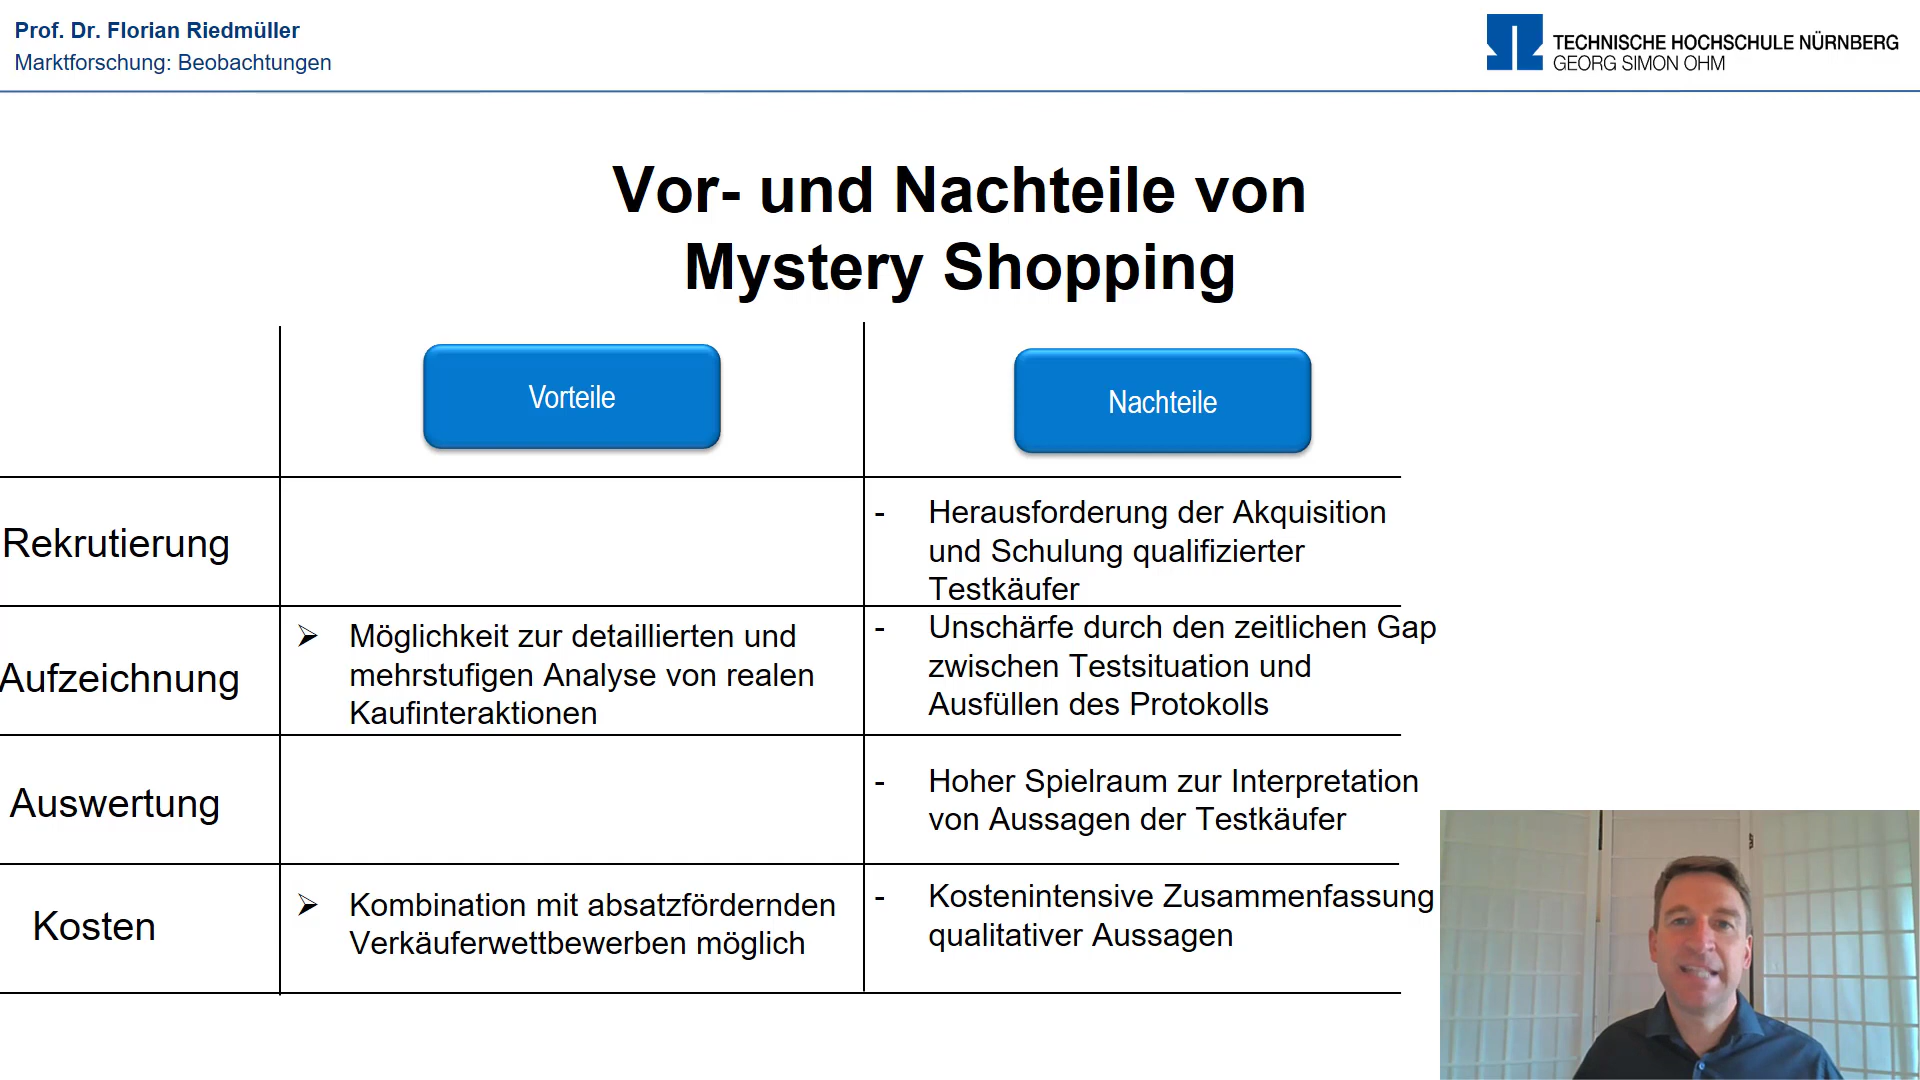 Prof. Dr. Florian Riedmüller
Marktforschung: Beobachtungen
TECHNISCHE HOCHSCHULE NÜRNBERG
GEORG SIMON OHM
Vor- und Nachteile von
Mystery Shopping
Vorteile
Nachteile
Rekrutierung
- Herausforderung der Akquisition
und Schulung qualifizierter
Testkäufer
Aufzeichnung
➢ Möglichkeit zur detaillierten und
mehrstufigen Analyse von realen
Kaufinteraktionen
- Unschärfe durch den zeitlichen Gap
zwischen Testsituation und
Ausfüllen des Protokolls
Auswertung
- Hoher Spielraum zur Interpretation
von Aussagen der Testkäufer
Kosten
➢ Kombination mit absatzfördernden
Verkäuferwettbewerben möglich
- Kostenintensive Zusammenfassung
qualitativer Aussagen